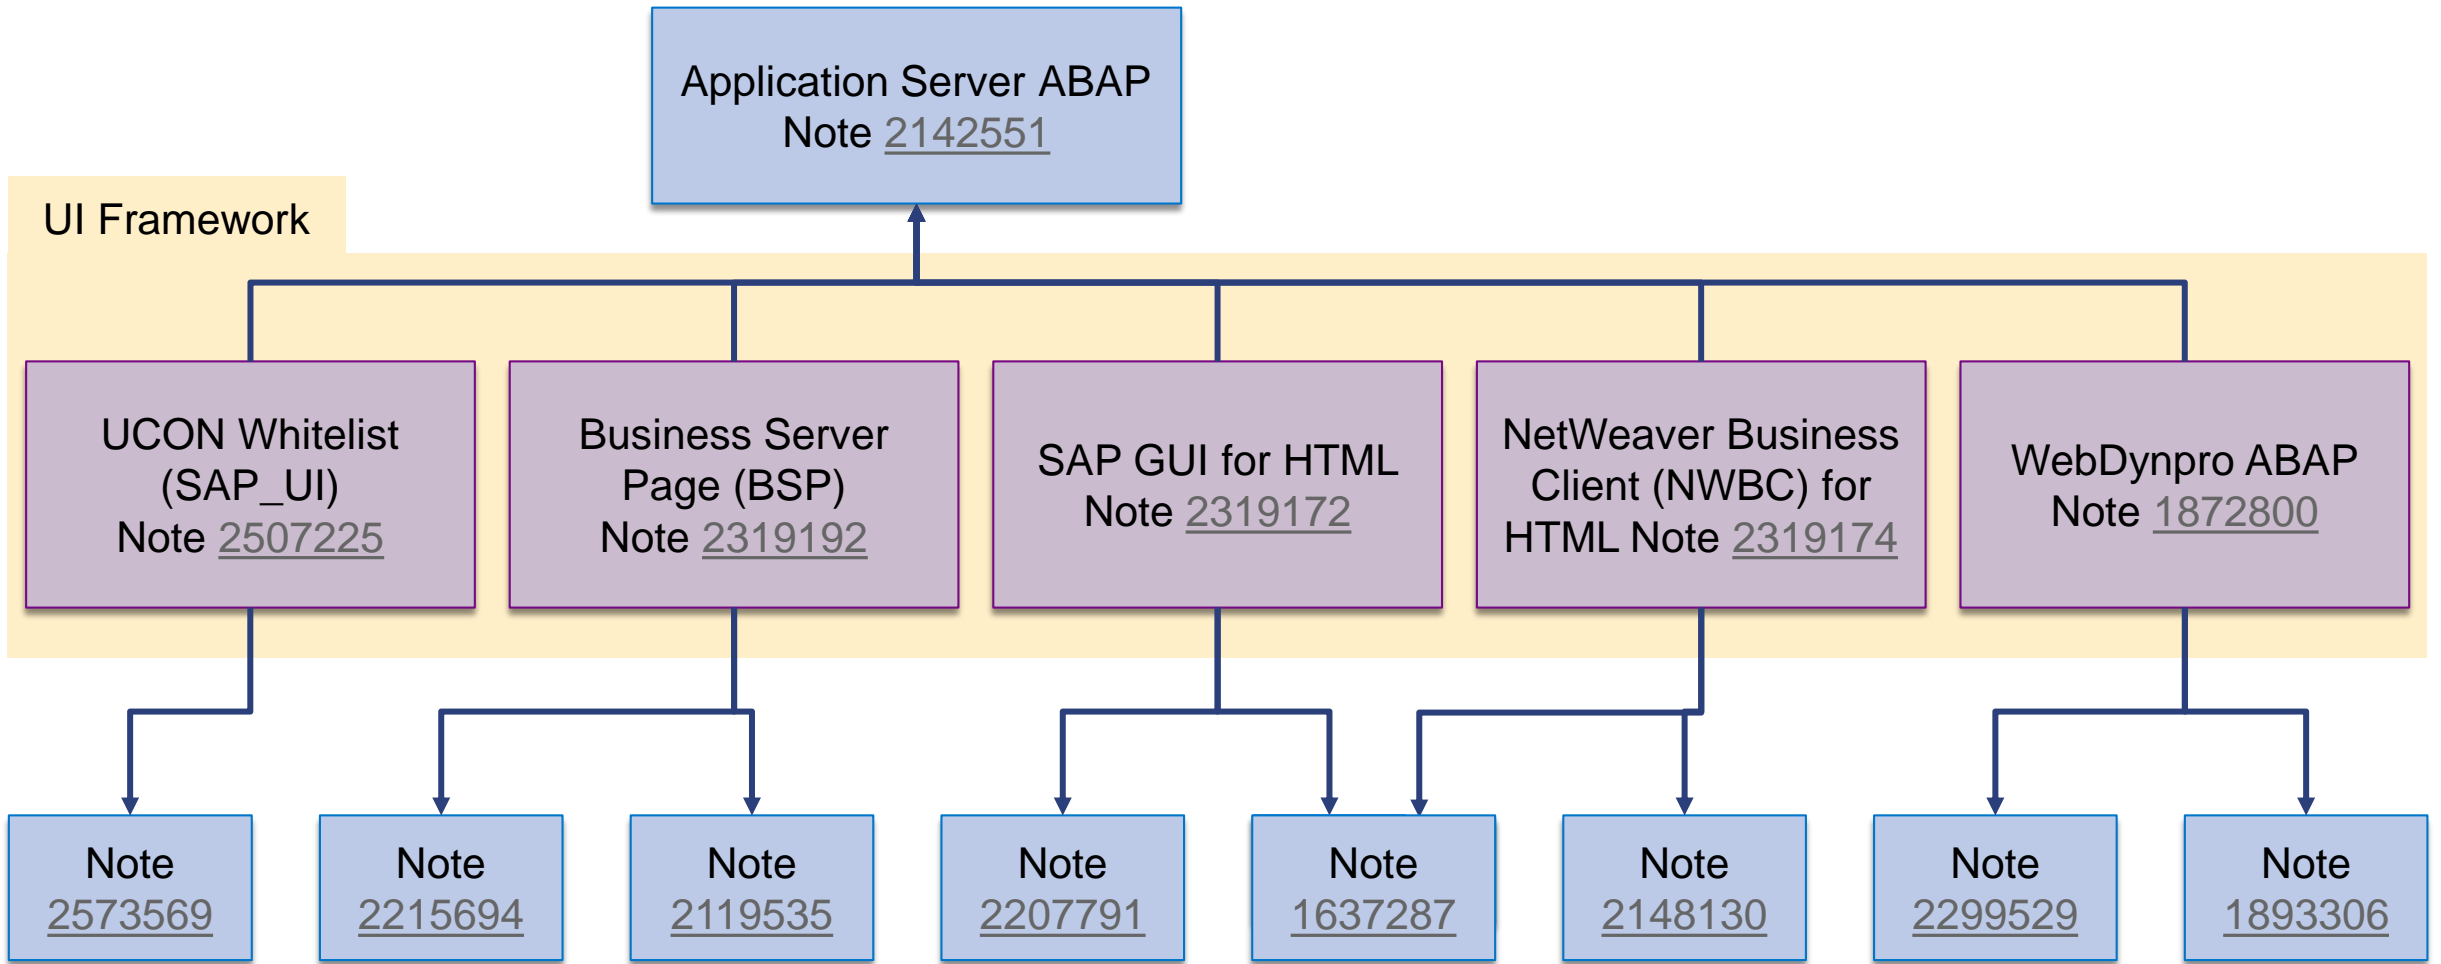 Application Server ABAP
Note 2142551
UI Framework
UCON Whitelist
(SAP_UI)
Note 2507225
Business Server
Page (BSP)
Note 2319192
SAP GUI for HTML
Note 2319172
NetWeaver Business
Client (NWBC) for
HTML Note 2319174
WebDynpro ABAP
Note 1872800
Note
2573569
Note
2215694
Note
2119535
Note
2207791
Note
1637287
Note
2148130
Note
2299529
Note
1893306